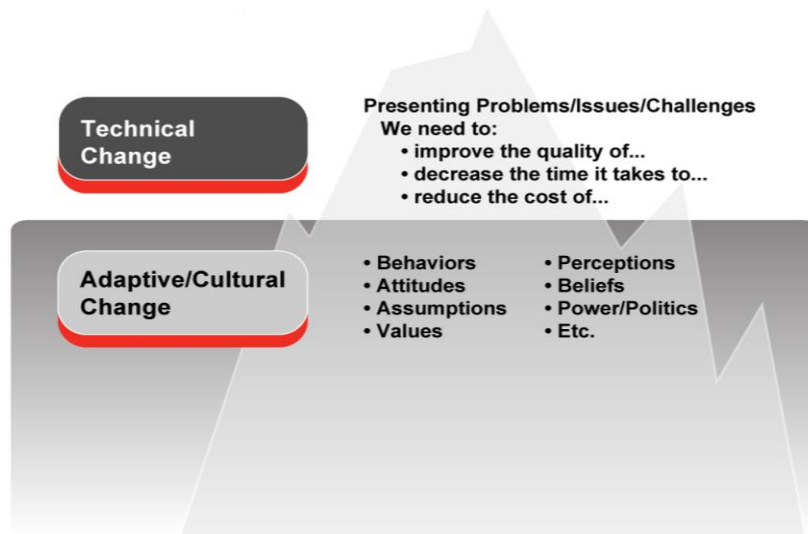 Technical
Change
Presenting Problems/Issues/Challenges
We need to:
• improve the quality of...
• decrease the time it takes to...
• reduce the cost of...
Adaptive/Cultural
Change
• Behaviors
• Attitudes
• Assumptions
• Values
• Perceptions
• Beliefs
• Power/Politics
• Etc.